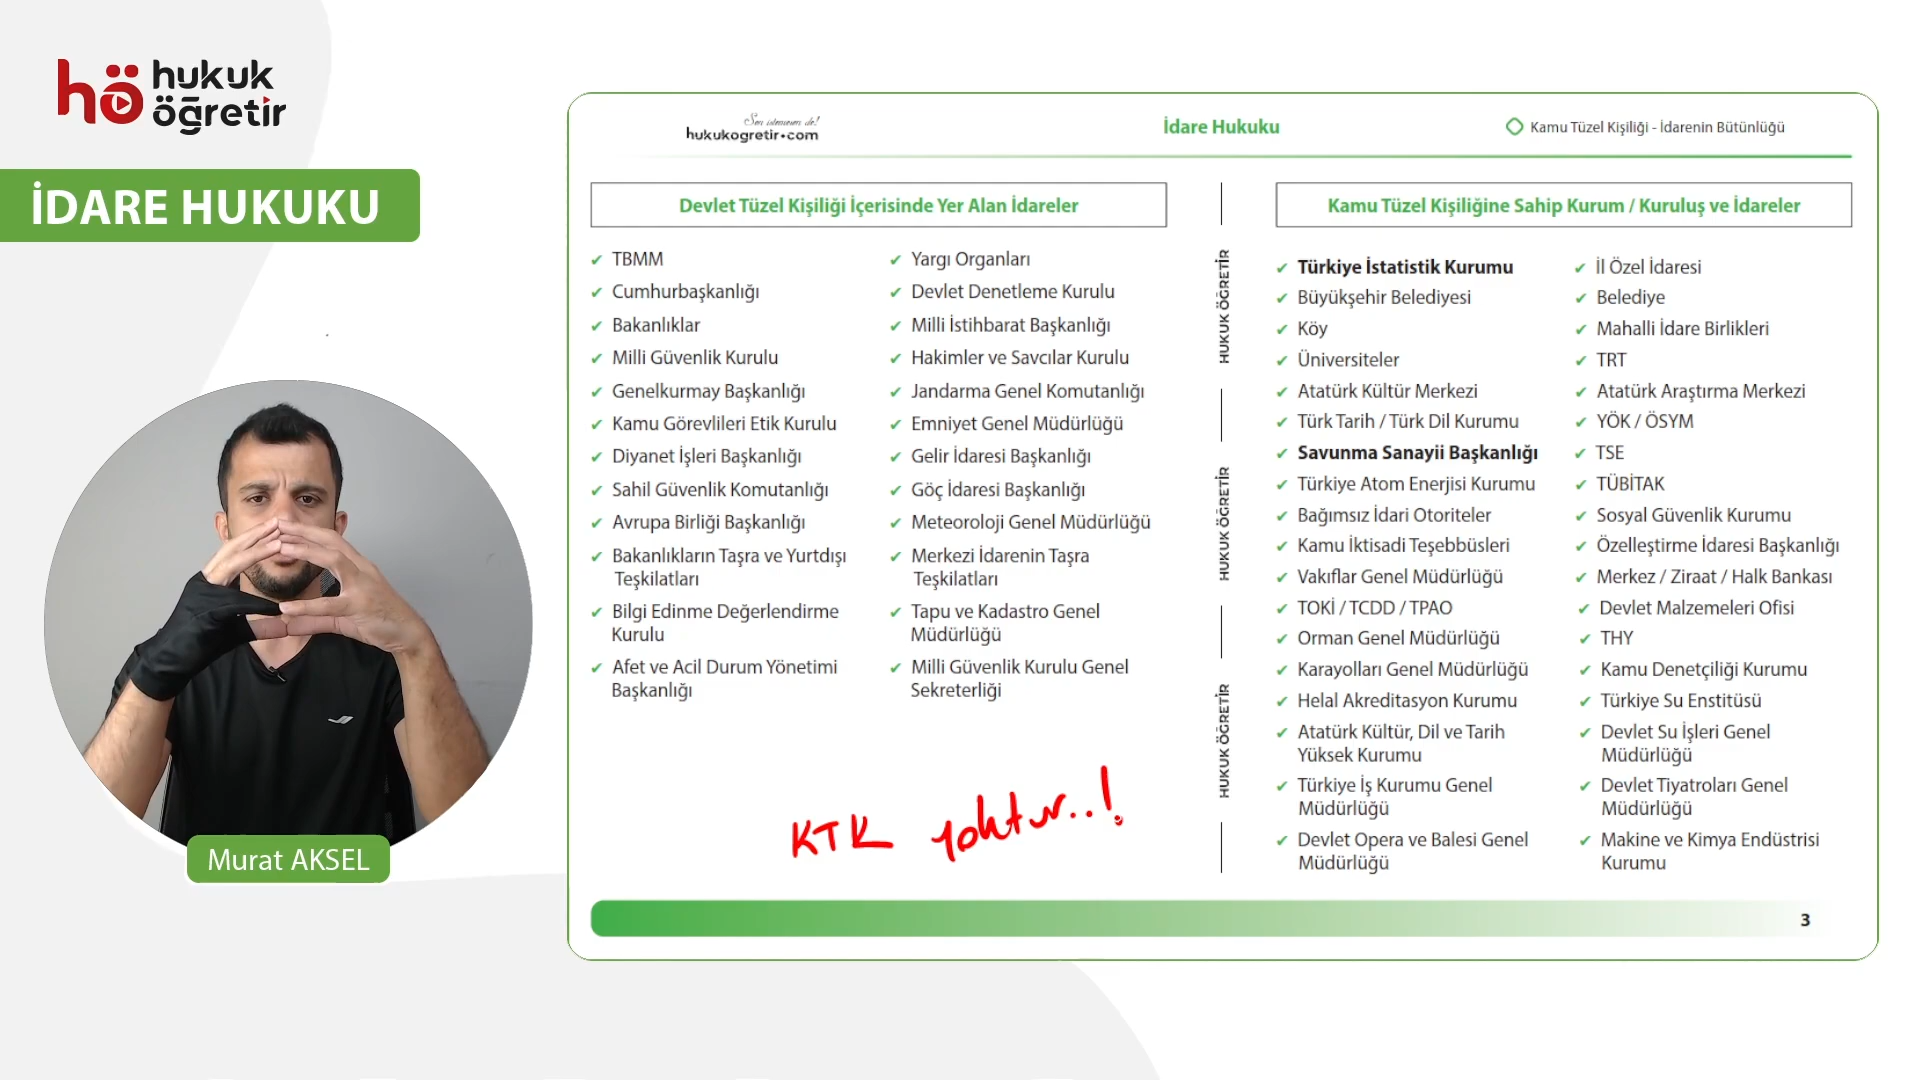 hö hukuk
öğretir
İDARE HUKUKU
Murat AKSEL
Sen istemesen de!
hukukogretir•com
İdare Hukuku
Kamu Tüzel Kişiliği - İdarenin Bütünlüğü
Devlet Tüzel Kişiliği İçerisinde Yer Alan İdareler
✔ TBMM
✔ Cumhurbaşkanlığı
✔ Bakanlıklar
✔ Milli Güvenlik Kurulu
✔ Genelkurmay Başkanlığı
✔ Kamu Görevlileri Etik Kurulu
✔ Diyanet İşleri Başkanlığı
✔ Sahil Güvenlik Komutanlığı
✔ Avrupa Birliği Başkanlığı
✔ Bakanlıkların Taşra ve Yurtdışı
Teşkilatları
✔ Bilgi Edinme Değerlendirme
Kurulu
✔ Afet ve Acil Durum Yönetimi
Başkanlığı
✔ Yargı Organları
✔ Devlet Denetleme Kurulu
✔ Milli İstihbarat Başkanlığı
✔ Hakimler ve Savcılar Kurulu
✔ Jandarma Genel Komutanlığı
✔ Emniyet Genel Müdürlüğü
✔ Gelir İdaresi Başkanlığı
✔ Göç İdaresi Başkanlığı
✔ Meteoroloji Genel Müdürlüğü
✔ Merkezi İdarenin Taşra
Teşkilatları
✔ Tapu ve Kadastro Genel
Müdürlüğü
✔ Milli Güvenlik Kurulu Genel
Sekreterliği
KTK yoktur..!
HUKUK ÖĞRETİR
HUKUK ÖĞRETİR
HUKUK ÖĞRETİR
Kamu Tüzel Kişiliğine Sahip Kurum / Kuruluş ve İdareler
✔ Türkiye İstatistik Kurumu
✔ Büyükşehir Belediyesi
✔ Köy
✔ Üniversiteler
✔ Atatürk Kültür Merkezi
✔ Türk Tarih / Türk Dil Kurumu
✔ Savunma Sanayii Başkanlığı
✔ Türkiye Atom Enerjisi Kurumu
✔ Bağımsız İdari Otoriteler
✔ Kamu İktisadi Teşebbüsleri
✔ Vakıflar Genel Müdürlüğü
✔ TOKİ / TCDD / TPAO
✔ Orman Genel Müdürlüğü
✔ Karayolları Genel Müdürlüğü
✔ Helal Akreditasyon Kurumu
✔ Atatürk Kültür, Dil ve Tarih
Yüksek Kurumu
✔ Türkiye İş Kurumu Genel
Müdürlüğü
✔ Devlet Opera ve Balesi Genel
Müdürlüğü
✔ İl Özel İdaresi
✔ Belediye
✔ Mahalli İdare Birlikleri
✔ TRT
✔ Atatürk Araştırma Merkezi
✔ YÖK / ÖSYM
✔ TSE
✔ TÜBİTAK
✔ Sosyal Güvenlik Kurumu
✔ Özelleştirme İdaresi Başkanlığı
✔ Merkez / Ziraat / Halk Bankası
✔ Devlet Malzemeleri Ofisi
✔ THY
✔ Kamu Denetçiliği Kurumu
✔ Türkiye Su Enstitüsü
✔ Devlet Su İşleri Genel
Müdürlüğü
✔ Devlet Tiyatroları Genel
Müdürlüğü
✔ Makine ve Kimya Endüstrisi
Kurumu
3